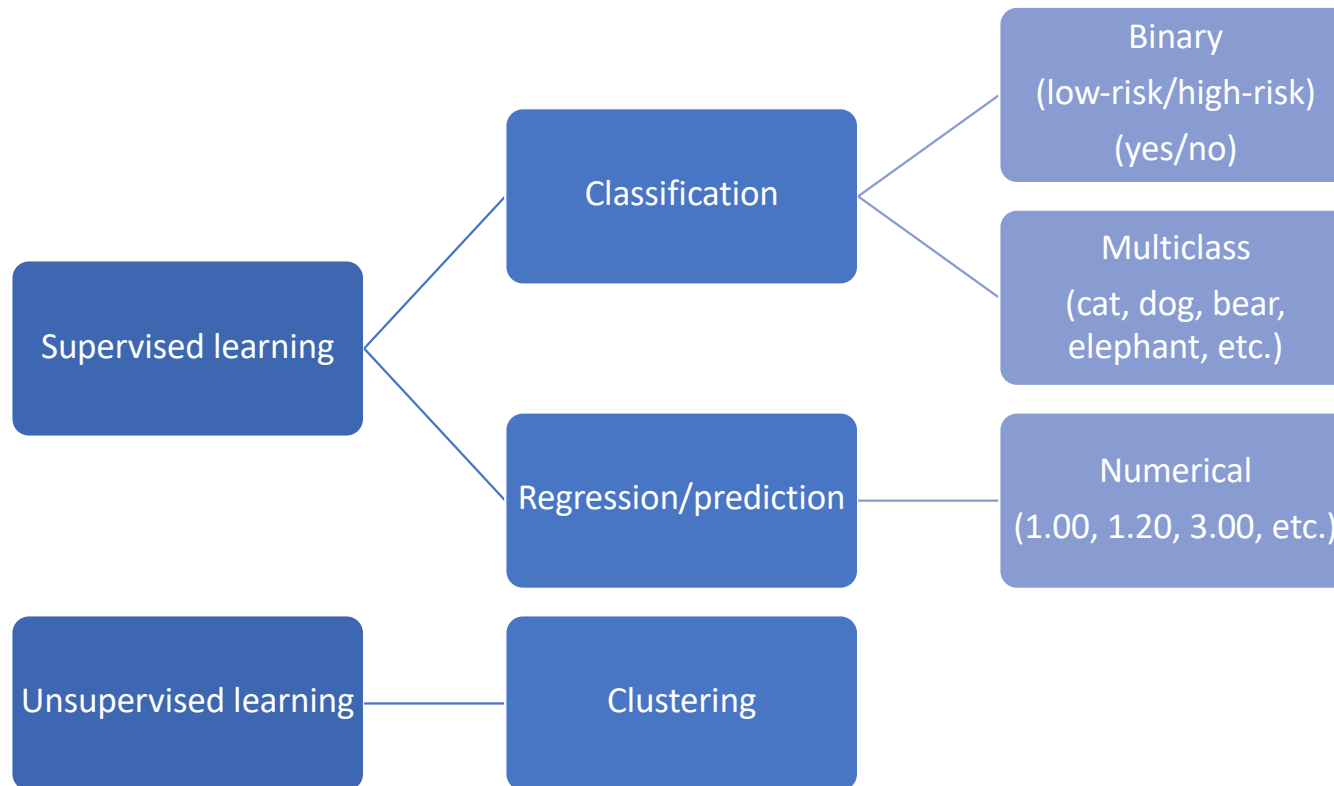 Supervised learning
Classification
Binary
(low-risk/high-risk)
(yes/no)
Multiclass
(cat, dog, bear,
elephant, etc.)
Regression/prediction
Numerical
(1.00, 1.20, 3.00, etc.)
Unsupervised learning
Clustering